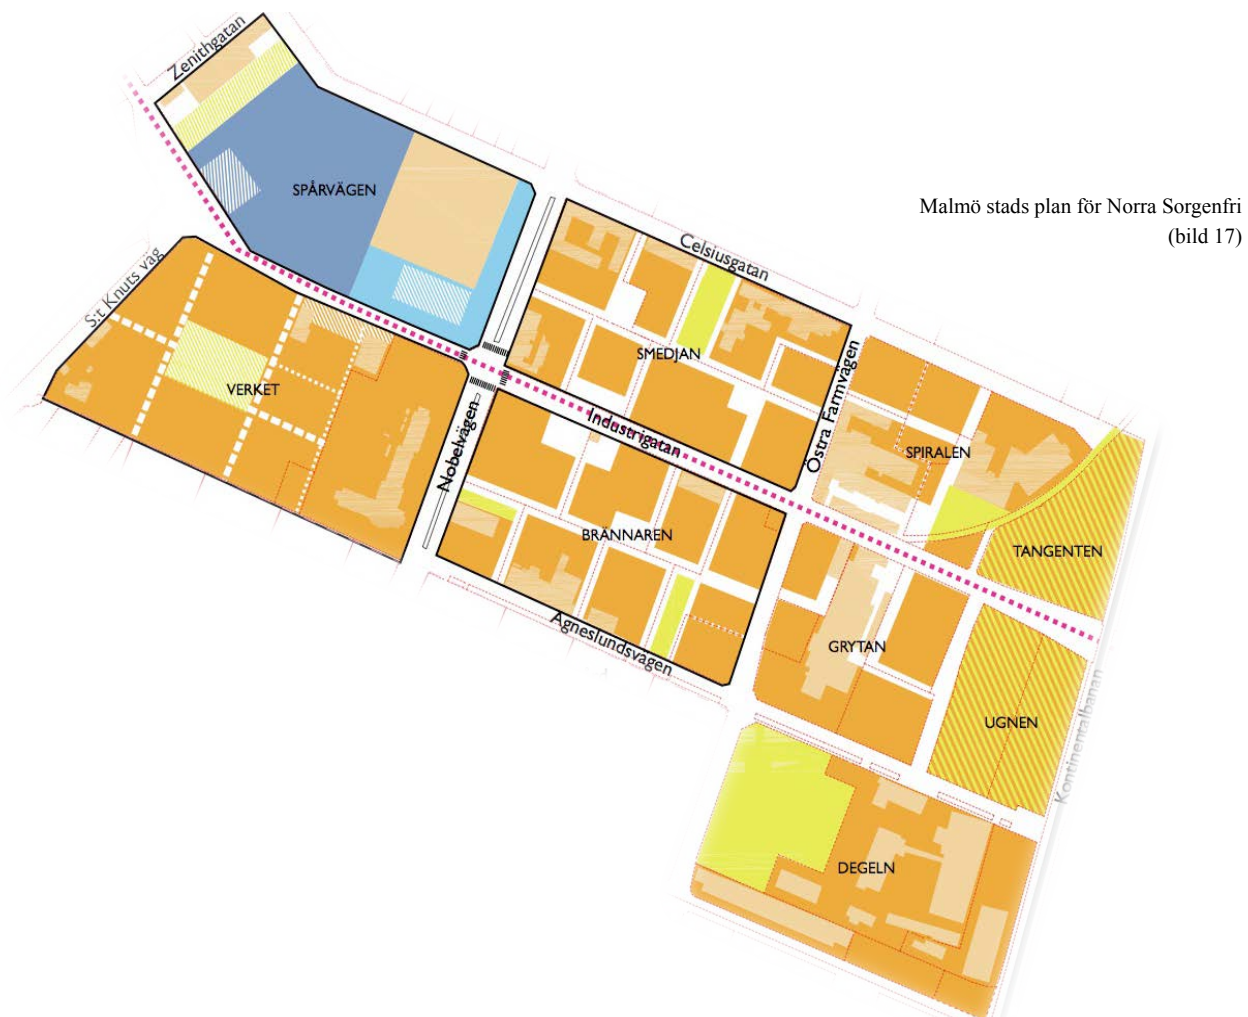 Zenithgatan
SPÅRVÄGEN
Malmö stads plan för Norra Sorgenfri
(bild 17)
Celsiusgatan
S:t Knuts väg
SMEDJAN
VERKET
Östra Farmvägen
Industrigatan
Nobelvägen
SPIRALEN
BRÄNNAREN
TANGENTEN
Agneslundsvägen
GRYTAN
UGNEN
Kontinentalbanan
DEGELN